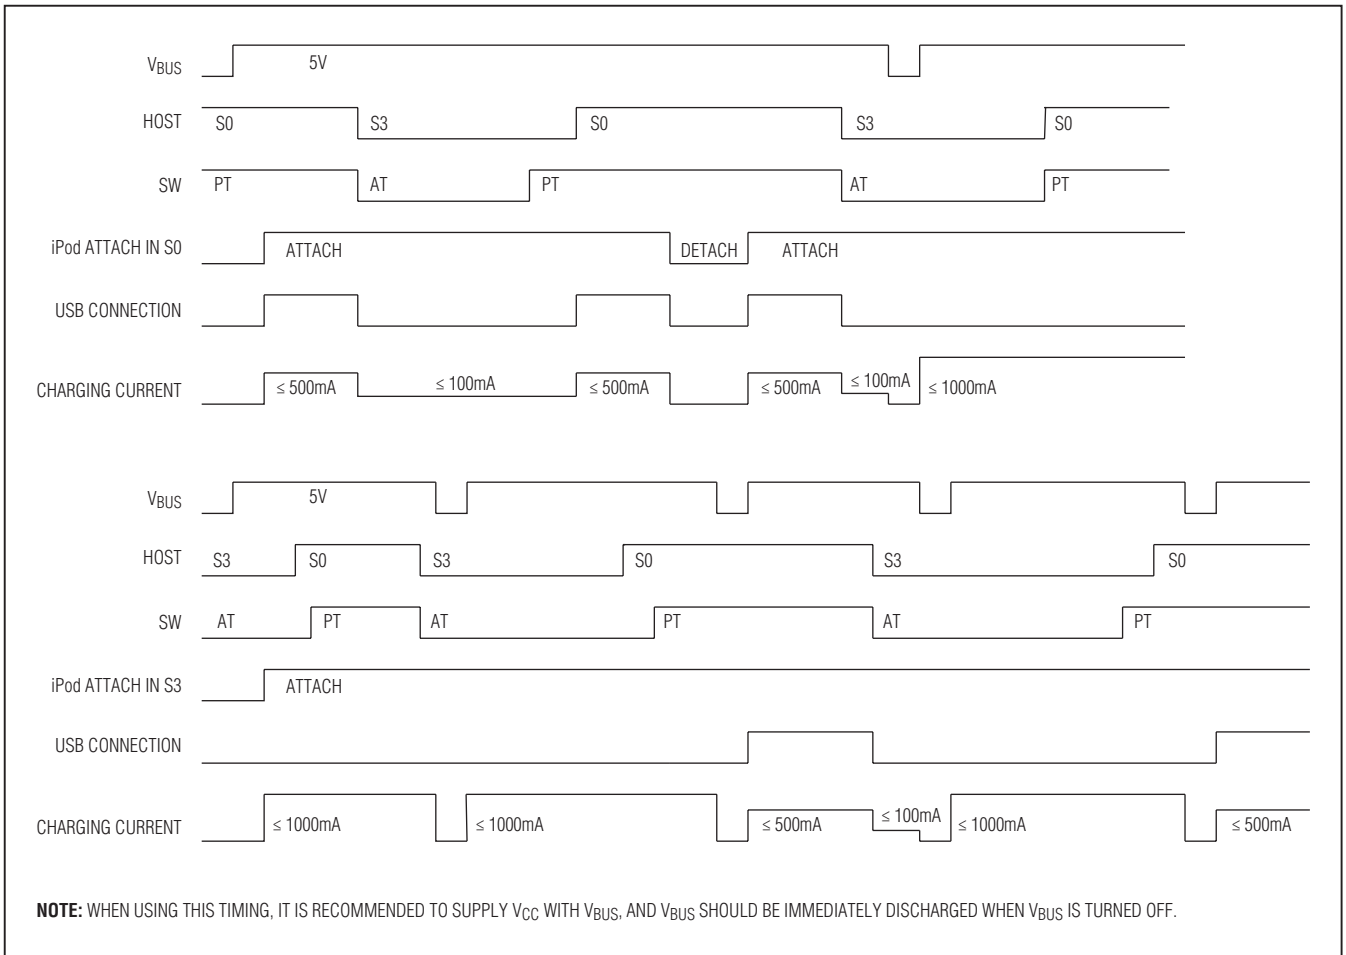 VBUS 5V
HOST S0 S3 S0 S3 S0
SW PT AT PT AT PT
iPod ATTACH IN S0 ATTACH DETACH ATTACH
USB CONNECTION
CHARGING CURRENT ≤ 500mA ≤ 100mA ≤ 500mA ≤ 500mA ≤ 100mA ≤ 1000mA
VBUS 5V
HOST S3 S0 S3 S0 S3 S0
SW AT PT AT PT AT PT
iPod ATTACH IN S3 ATTACH
USB CONNECTION
CHARGING CURRENT ≤ 1000mA ≤ 1000mA ≤ 500mA ≤ 100mA ≤ 1000mA ≤ 500mA
NOTE: WHEN USING THIS TIMING, IT IS RECOMMENDED TO SUPPLY VCC WITH VBUS, AND VBUS SHOULD BE IMMEDIATELY DISCHARGED WHEN VBUS IS TURNED OFF.